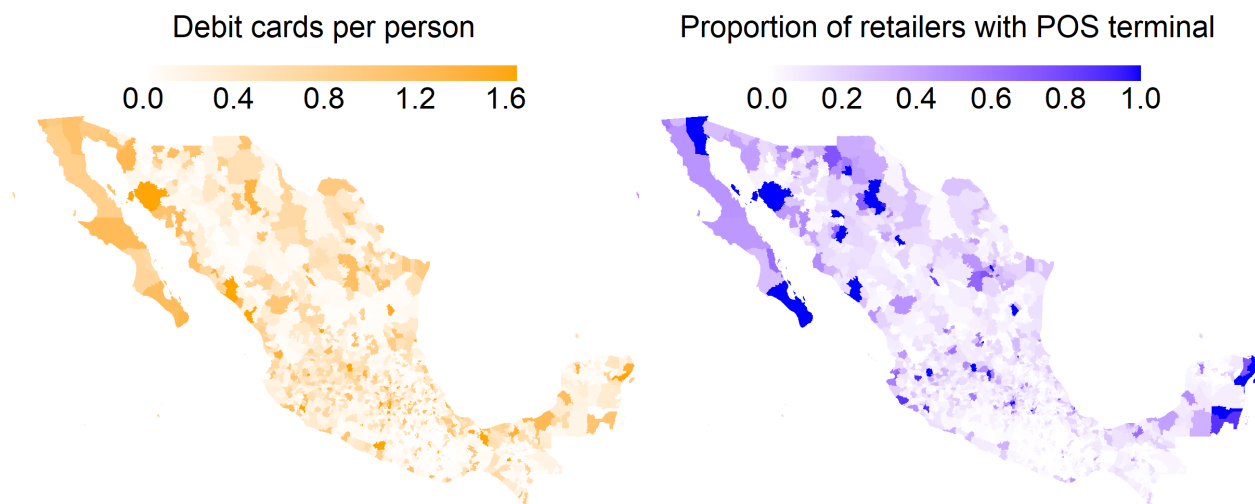 Debit cards per person
0.0 0.4 0.8 1.2 1.6
Proportion of retailers with POS terminal
0.0 0.2 0.4 0.6 0.8 1.0